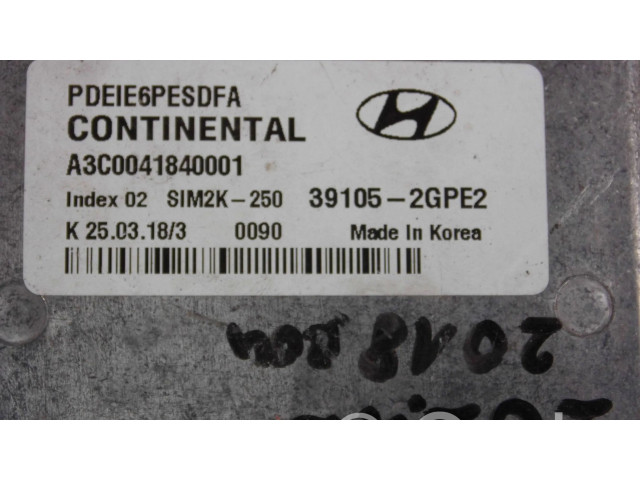 PDEIE6PESDFA
CONTINENTAL
A3C0041840001
Index 02 SIM2K-250 39105-2GPE2
K 25.03.18/3 0090 Made In Korea
2018